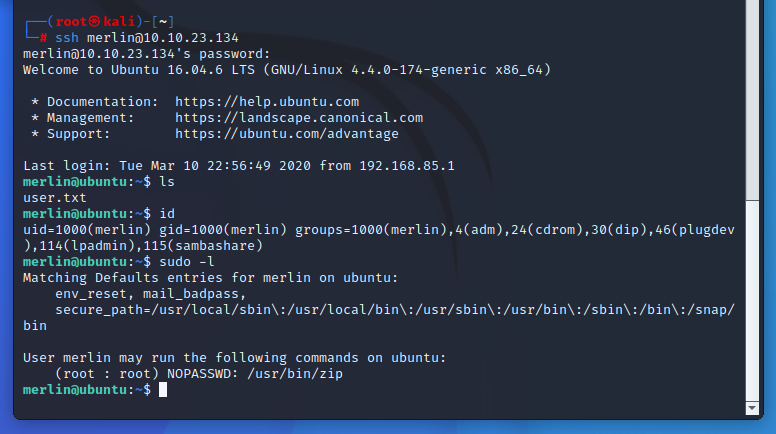 ┌──(root㉿kali)-[~]
└─# ssh merlin@10.10.23.134
merlin@10.10.23.134's password:
Welcome to Ubuntu 16.04.6 LTS (GNU/Linux 4.4.0-174-generic x86_64)
* Documentation:  https://help.ubuntu.com
* Management:     https://landscape.canonical.com
* Support:        https://ubuntu.com/advantage
Last login: Tue Mar 10 22:56:49 2020 from 192.168.85.1
merlin@ubuntu:~$ ls
user.txt
merlin@ubuntu:~$ id
uid=1000(merlin) gid=1000(merlin) groups=1000(merlin),4(adm),24(cdrom),30(dip),46(plugdev
),114(lpadmin),115(sambashare)
merlin@ubuntu:~$ sudo -l
Matching Defaults entries for merlin on ubuntu:
env_reset, mail_badpass,
secure_path=/usr/local/sbin\:/usr/local/bin\:/usr/sbin\:/usr/bin\:/sbin\:/bin\:/snap/
bin
User merlin may run the following commands on ubuntu:
(root : root) NOPASSWD: /usr/bin/zip
merlin@ubuntu:~$